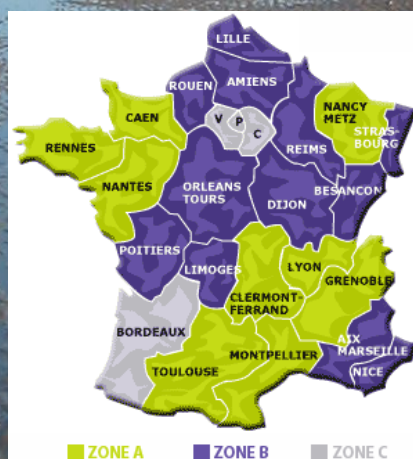 LILLE
AMIENS
ROUEN
CAEN
V P C
NANCY
METZ
STRAS-
BOURG
REIMS
RENNES
NANTES
ORLEANS
TOURS
BESANCON
DIJON
POITIERS
LIMOGES
LYON
GRENOBLE
CLERMONT-
FERRAND
BORDEAUX
AIX
MARSEILLE
MONTPELLIER
NICE
TOULOUSE
ZONE A ZONE B ZONE C